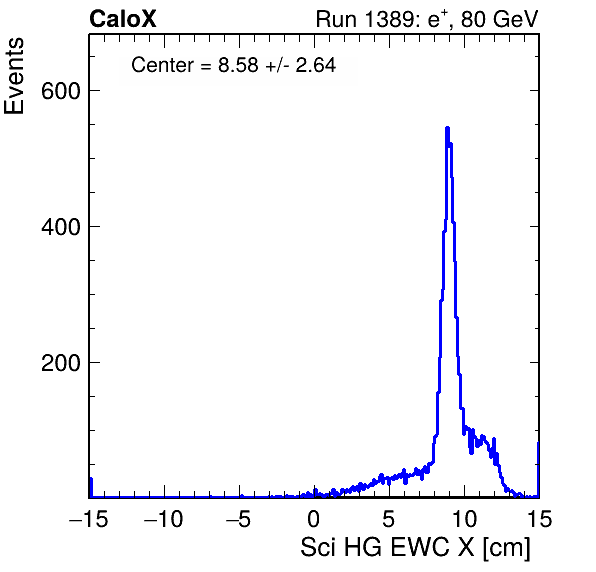 CaloX Run 1389: e+, 80 GeV
Center = 8.58 +/- 2.64
Events
600
400
200
−15 −10 −5 0 5 10 15
Sci HG EWC X [cm]